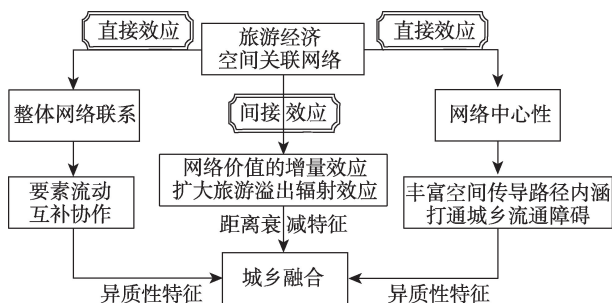 直接效应
旅游经济
空间关联网络
直接效应
整体网络联系
间接效应
网络中心性
要素流动
互补协作
网络价值的增量效应
扩大旅游溢出辐射效应
丰富空间传导路径内涵
打通城乡流通障碍
距离衰减特征
城乡融合
异质性特征
异质性特征